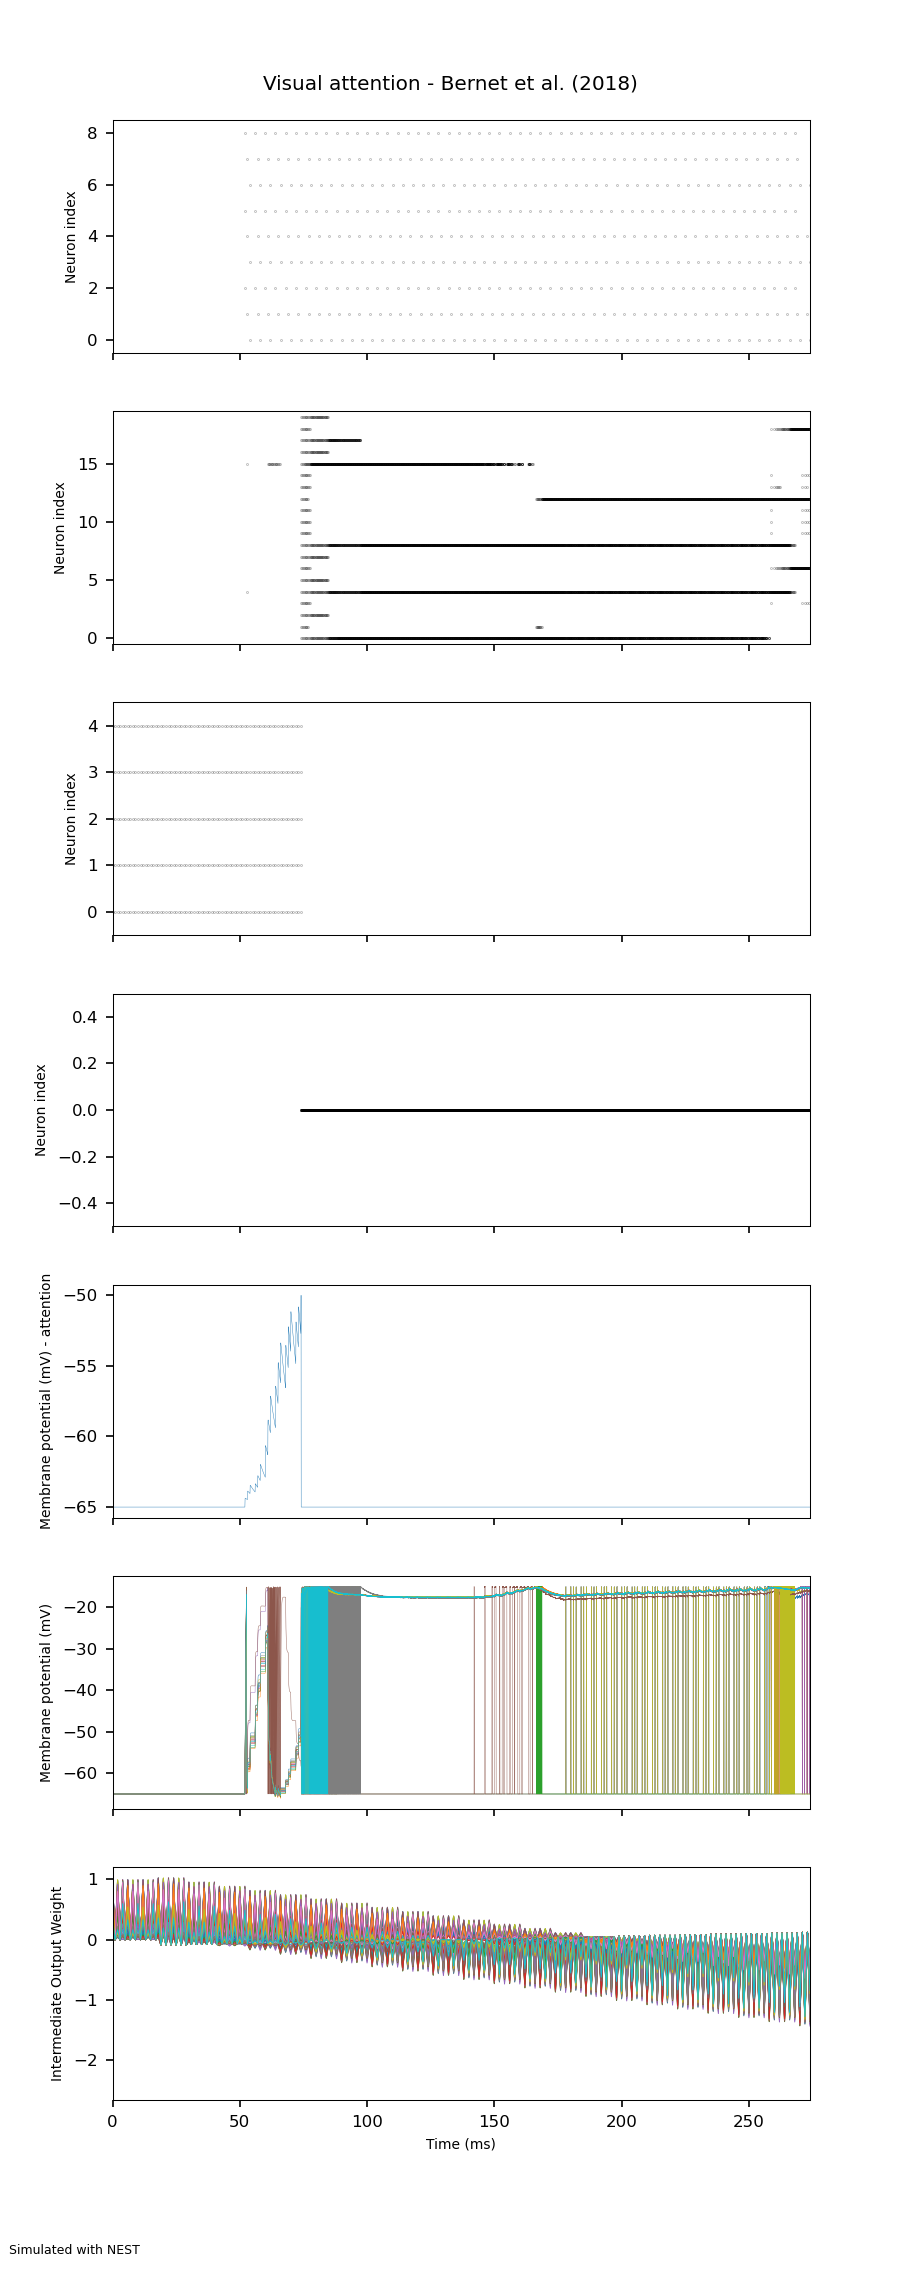 Visual attention - Bernet et al. (2018)
8
6
4
2
0
Neuron index
15
10
5
0
Neuron index
4
3
2
1
0
Neuron index
0.4
0.2
0.0
−0.2
−0.4
Neuron index
−50
−55
−60
−65
Membrane potential (mV) - attention
−20
−30
−40
−50
−60
Membrane potential (mV)
1
0
−1
−2
Intermediate Output Weight
0 50 100 150 200 250
Time (ms)
Simulated with NEST